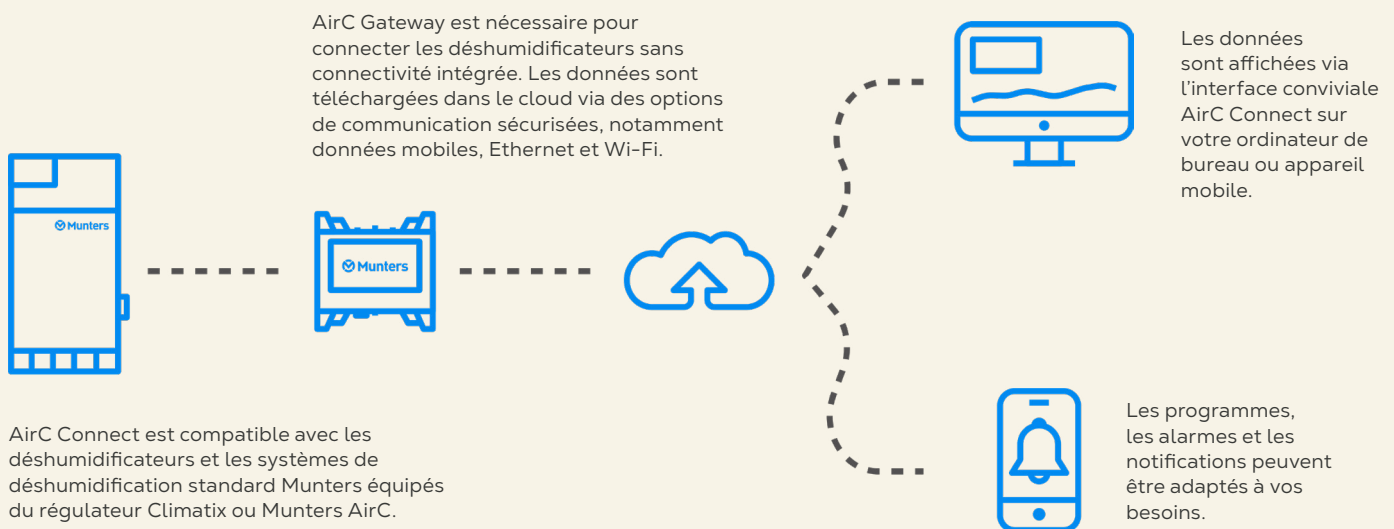 AirC Gateway est nécessaire pour
connecter les déshumidificateurs sans
connectivité intégrée. Les données sont
téléchargées dans le cloud via des options
de communication sécurisées, notamment
données mobiles, Ethernet et Wi-Fi.
Les données
sont affichées via
l'interface conviviale
AirC Connect sur
votre ordinateur de
bureau ou appareil
mobile.
Munters
Munters
AirC Connect est compatible avec les
déshumidificateurs et les systèmes de
déshumidification standard Munters équipés
du régulateur Climatix ou Munters AirC.
Les programmes,
les alarmes et les
notifications peuvent
être adaptés à vos
besoins.